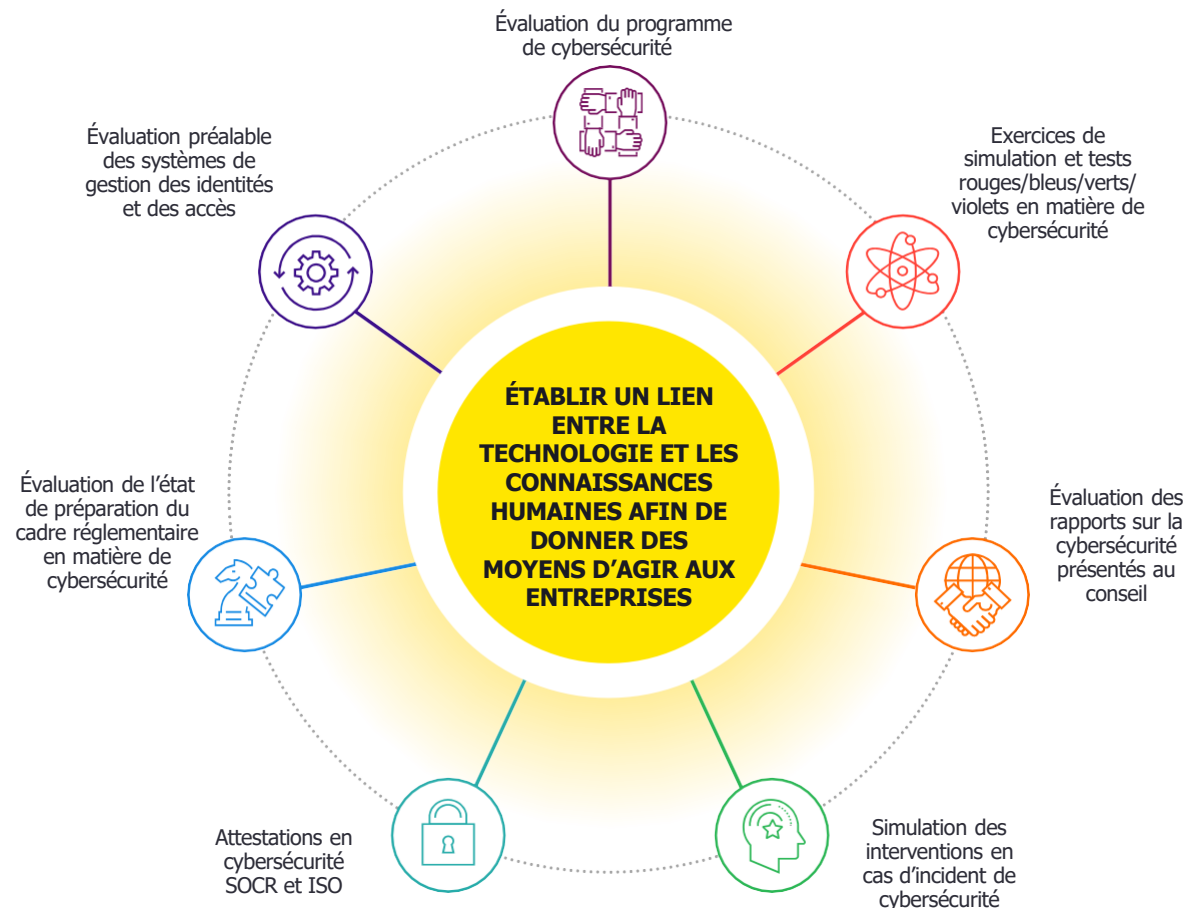 Évaluation du programme
de cybersécurité
Évaluation préalable
des systèmes de
gestion des identités
et des accès
Exercices de
simulation et tests
rouges/bleus/verts/
violets en matière de
cybersécurité
ÉTABLIR UN LIEN
ENTRE LA
TECHNOLOGIE ET LES
CONNAISSANCES
HUMAINES AFIN DE
DONNER DES
MOYENS D’AGIR AUX
ENTREPRISES
Évaluation de l’état
de préparation du
cadre réglementaire
en matière de
cybersécurité
Évaluation des
rapports sur la
cybersécurité
présentés au
conseil
Attestations en
cybersécurité
SOCR et ISO
Simulation des
interventions en
cas d’incident de
cybersécurité